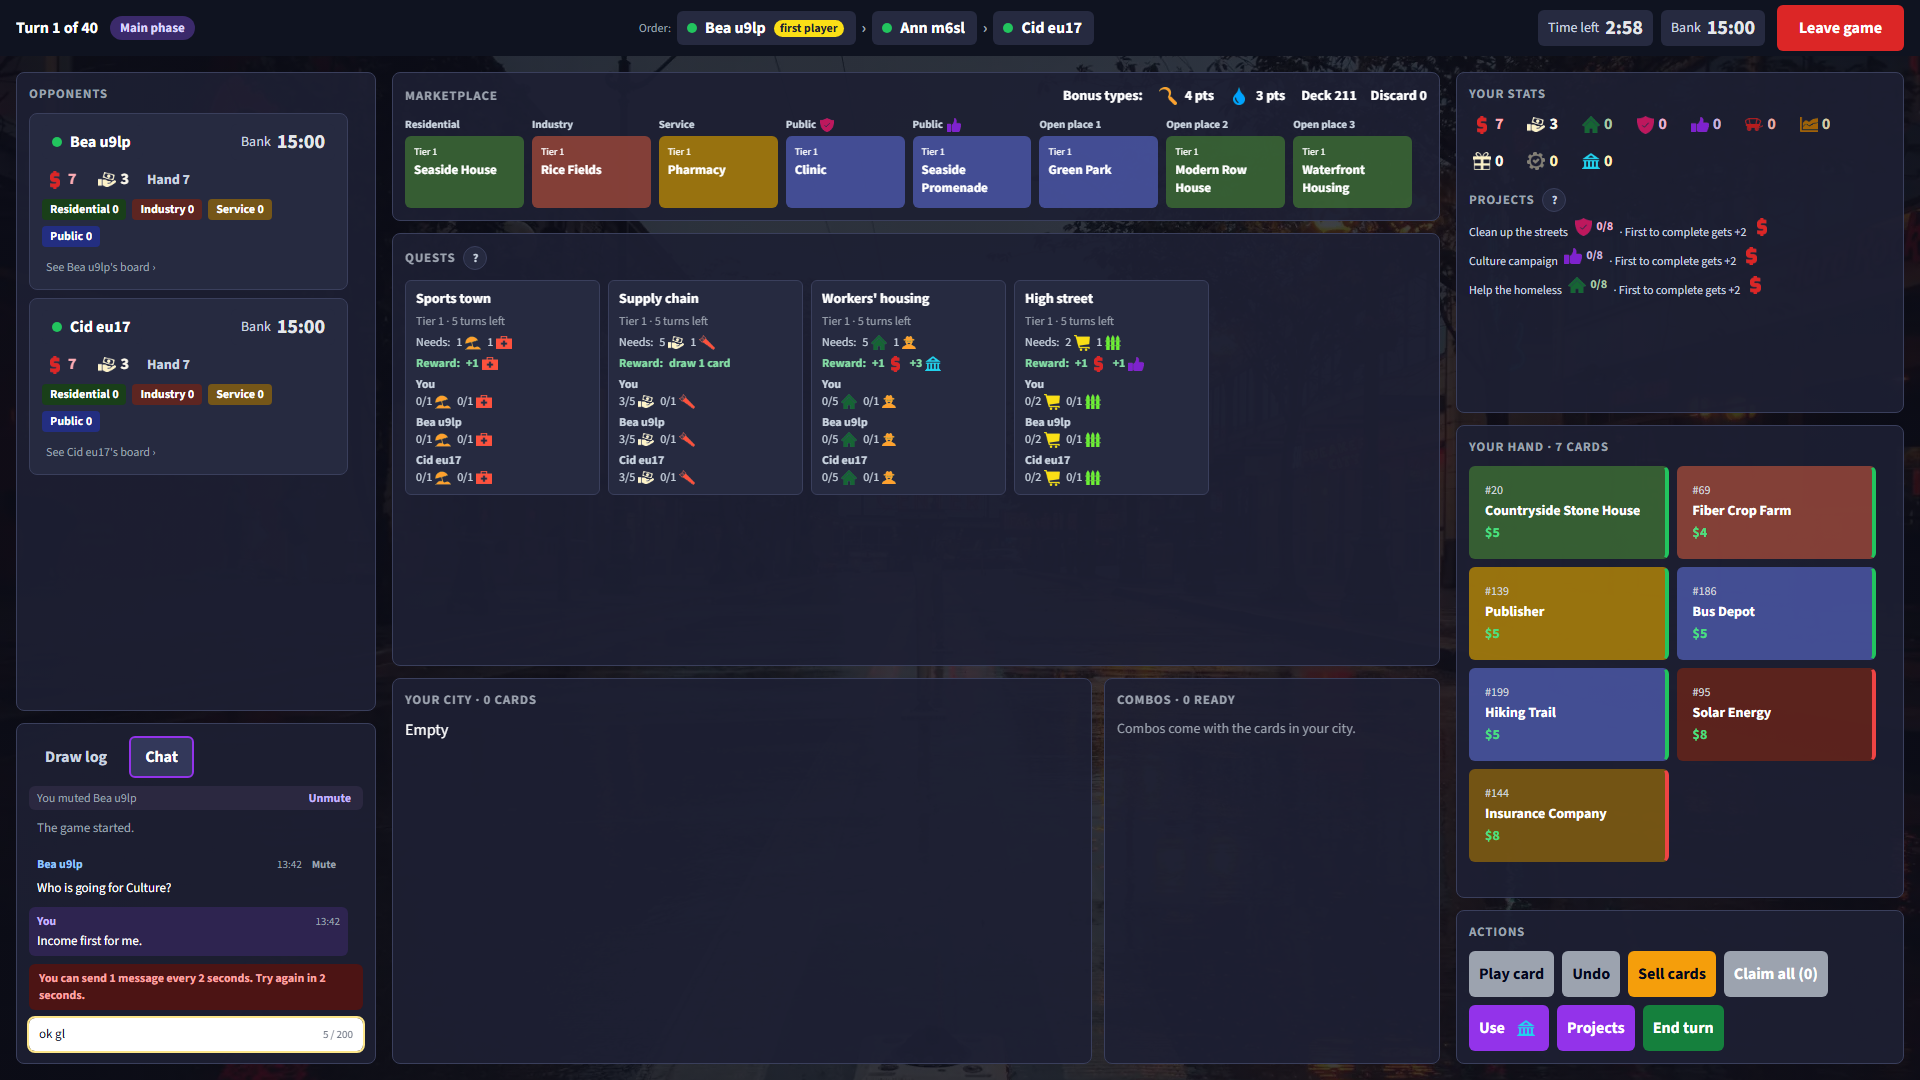 Turn 1 of 40 Main phase
Order: Bea u9lp first player › Ann m6sl › Cid eu17
Time left 2:58 Bank 15:00 Leave game
OPPONENTS
Bea u9lp Bank 15:00
7 3 Hand 7
Residential 0 Industry 0 Service 0
Public 0
See Bea u9lp's board ›
Cid eu17 Bank 15:00
7 3 Hand 7
Residential 0 Industry 0 Service 0
Public 0
See Cid eu17's board ›
Draw log Chat
You muted Bea u9lp Unmute
The game started.
Bea u9lp 13:42 Mute
Who is going for Culture?
You 13:42
Income first for me.
You can send 1 message every 2 seconds. Try again in 2
seconds.
ok gl 5 / 200
MARKETPLACE Bonus types: 4 pts 3 pts Deck 211 Discard 0
Residential Industry Service Public Public Open place 1 Open place 2 Open place 3
Tier 1 Tier 1 Tier 1 Tier 1 Tier 1 Tier 1 Tier 1 Tier 1
Seaside House Rice Fields Pharmacy Clinic Seaside Green Park Modern Row Waterfront
Promenade House Housing
QUESTS ?
Sports town Supply chain Workers' housing High street
Tier 1 · 5 turns left Tier 1 · 5 turns left Tier 1 · 5 turns left Tier 1 · 5 turns left
Needs: 1 1 Needs: 5 1 Needs: 5 1 Needs: 2 1
Reward: +1 Reward: draw 1 card Reward: +1 +3 Reward: +1 +1
You You You You
0/1 0/1 3/5 0/1 0/5 0/1 0/2 0/1
Bea u9lp Bea u9lp Bea u9lp Bea u9lp
0/1 0/1 3/5 0/1 0/5 0/1 0/2 0/1
Cid eu17 Cid eu17 Cid eu17 Cid eu17
0/1 0/1 3/5 0/1 0/5 0/1 0/2 0/1
YOUR CITY · 0 CARDS
Empty
COMBOS · 0 READY
Combos come with the cards in your city.
YOUR STATS
7 3 0 0 0 0 0
0 0 0
PROJECTS ?
Clean up the streets 0/8 · First to complete gets +2
Culture campaign 0/8 · First to complete gets +2
Help the homeless 0/8 · First to complete gets +2
YOUR HAND · 7 CARDS
#20 #69
Countryside Stone House Fiber Crop Farm
$5 $4
#139 #186
Publisher Bus Depot
$5 $5
#199 #95
Hiking Trail Solar Energy
$5 $8
#144
Insurance Company
$8
ACTIONS
Play card Undo Sell cards Claim all (0)
Use Projects End turn